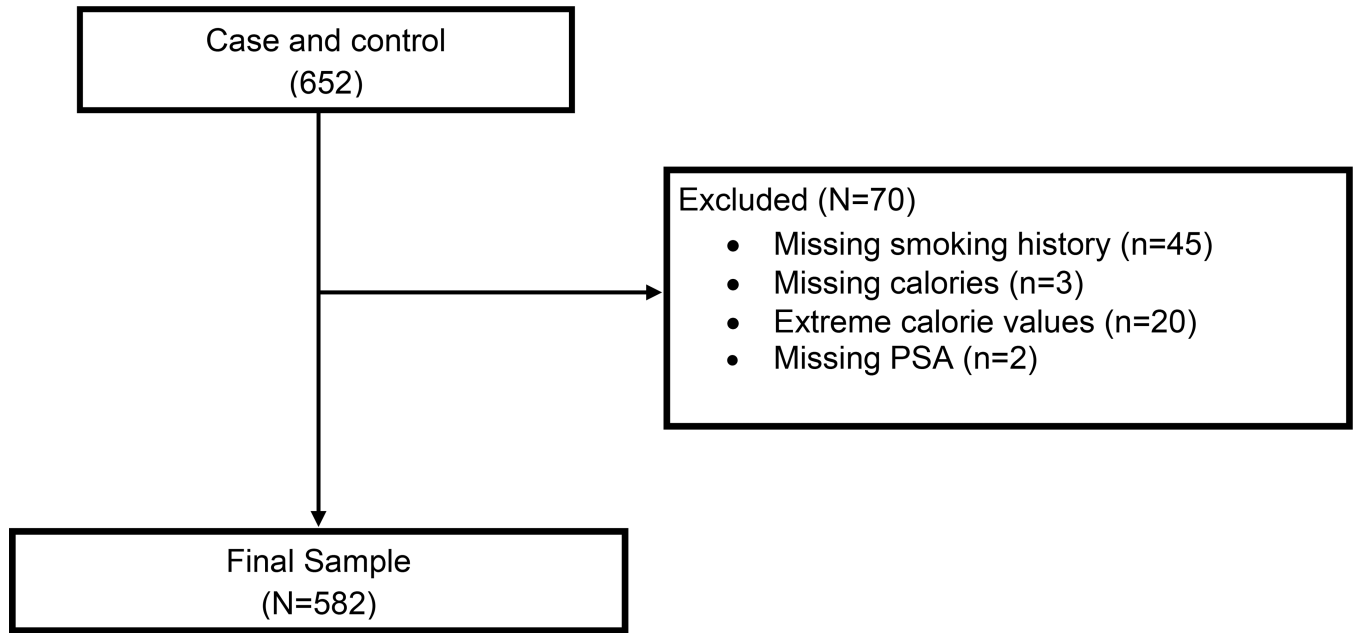 Case and control
(652)
Excluded (N=70)
• Missing smoking history (n=45)
• Missing calories (n=3)
• Extreme calorie values (n=20)
• Missing PSA (n=2)
Final Sample
(N=582)